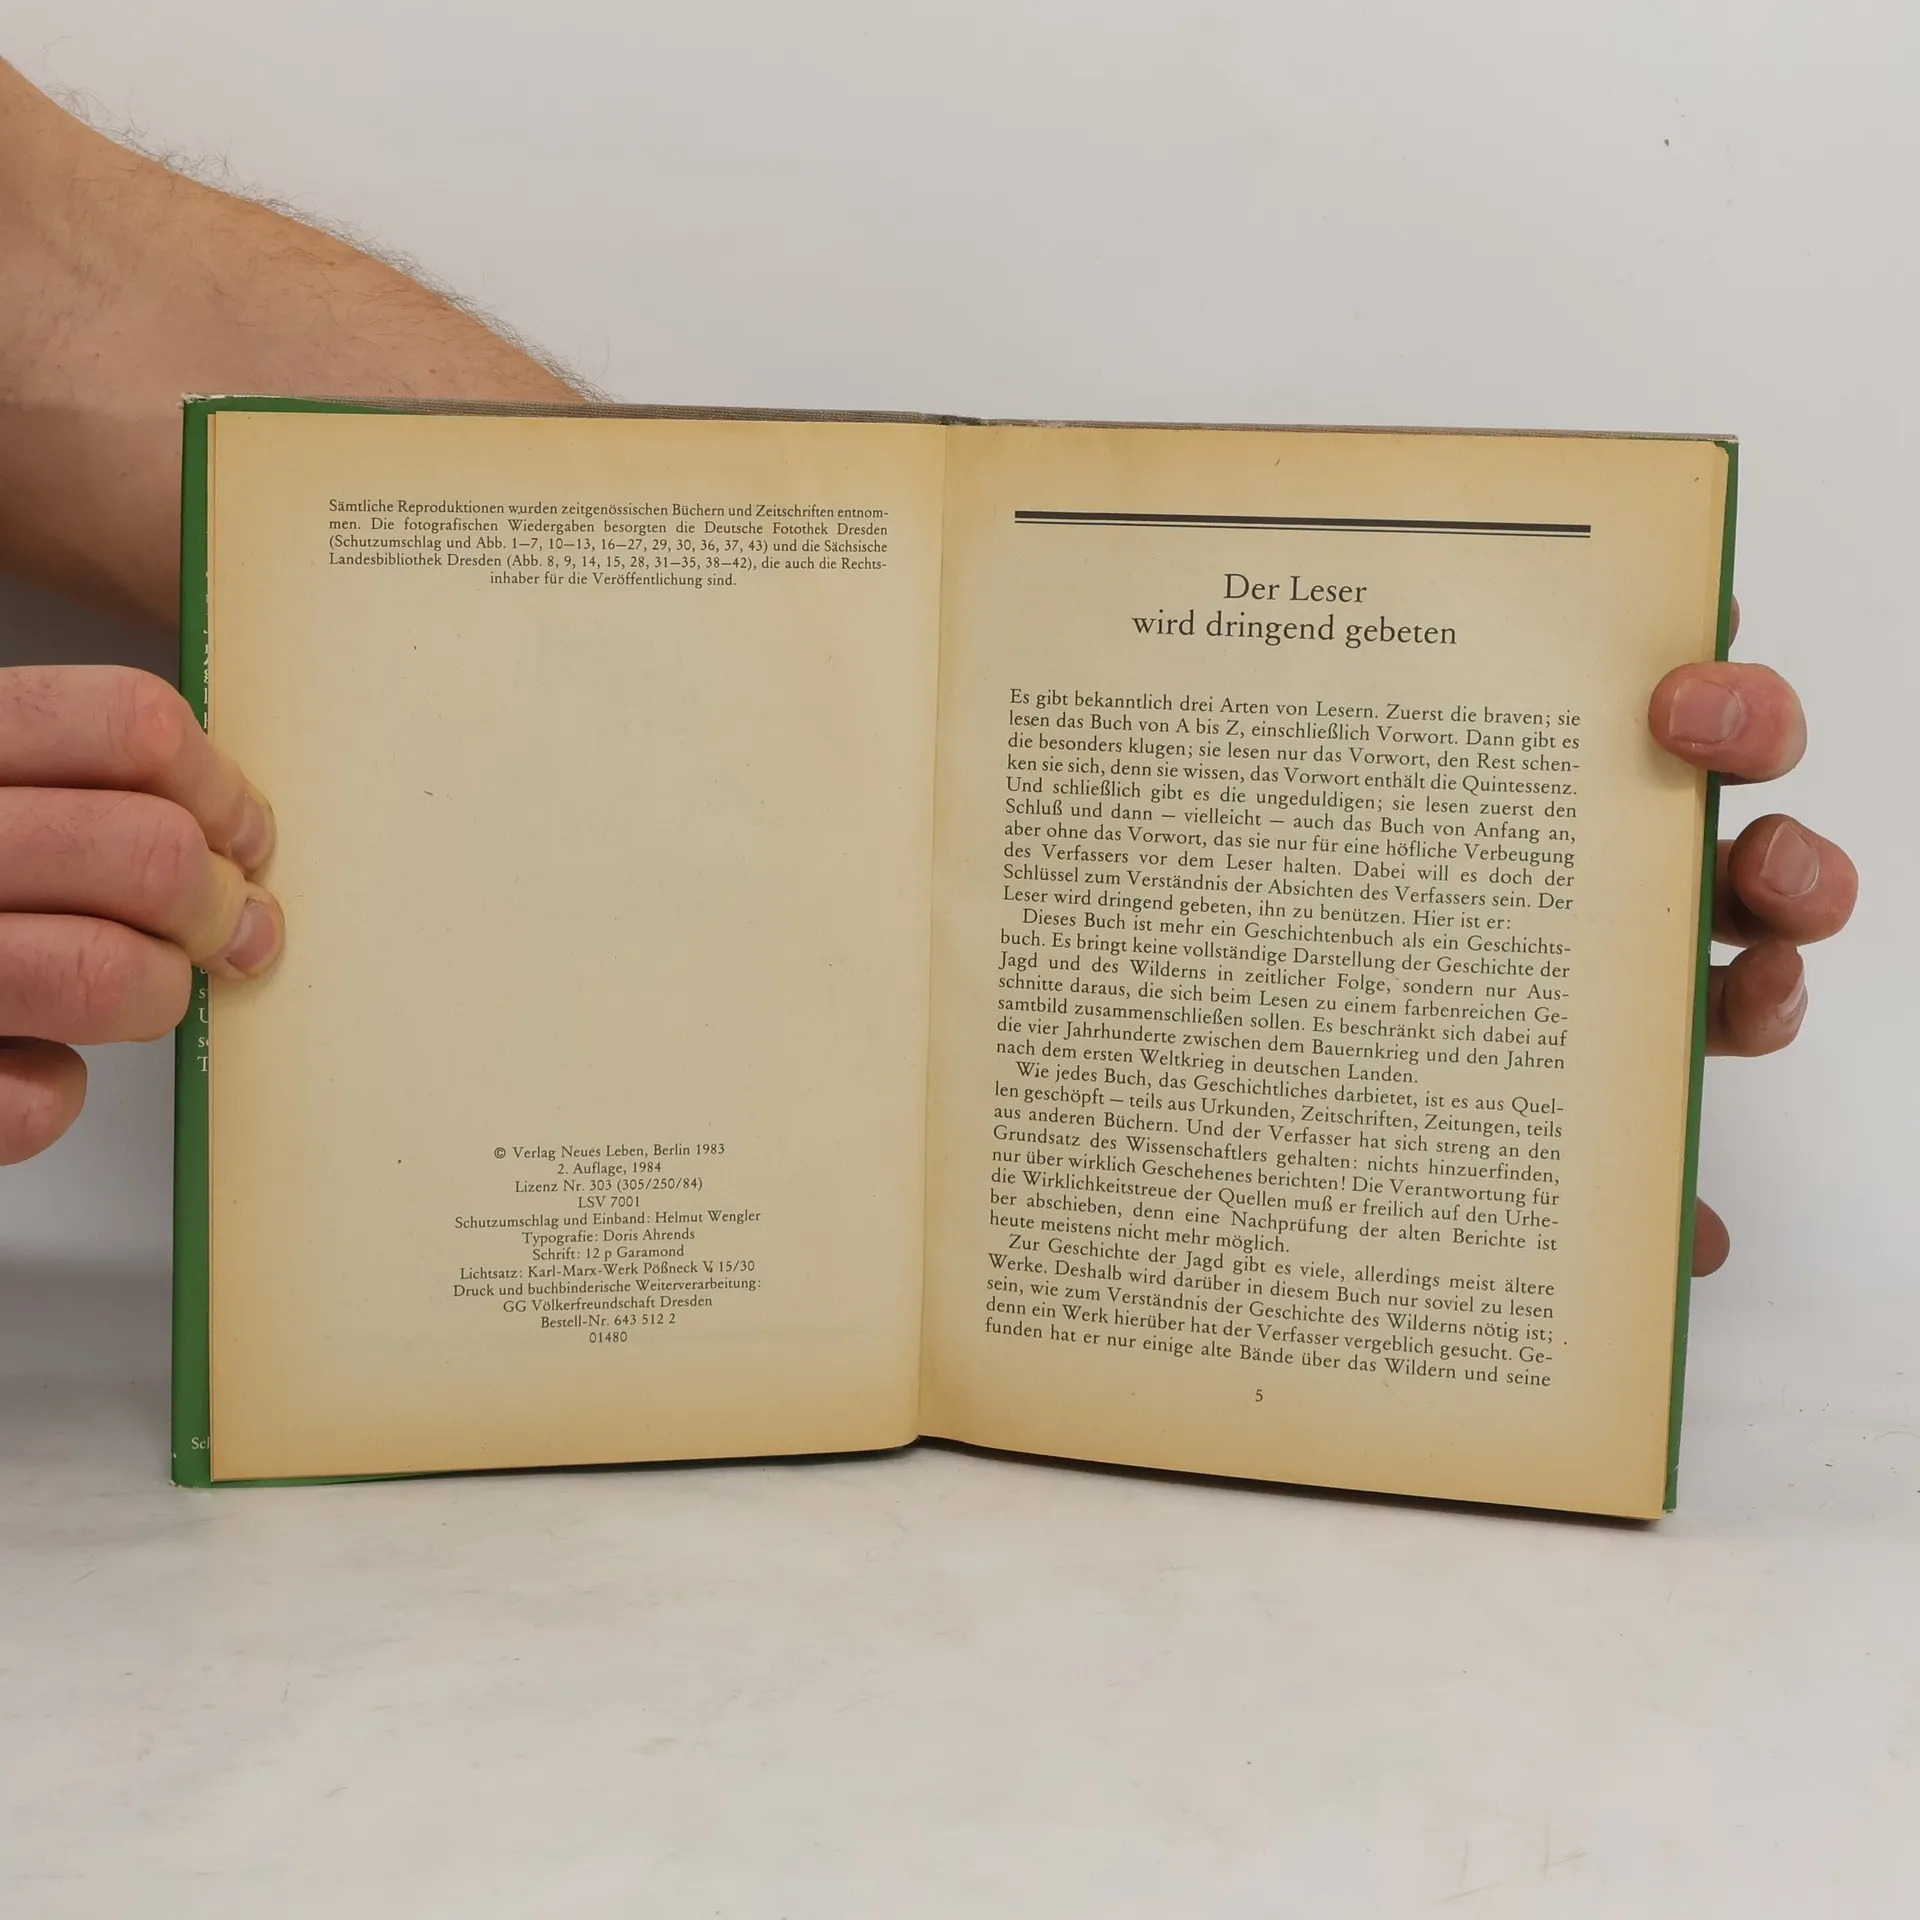 Sämtliche Reproduktionen wurden zeitgenössischen Büchern und Zeitschriften entnom-
men. Die fotografischen Wiedergaben besorgten die Deutsche Fotothek Dresden
(Schutzumschlag und Abb. 1–7, 10–13, 16–27, 29, 30, 36, 37, 43) und die Sächsische
Landesbibliothek Dresden (Abb. 8, 9, 14, 15, 28, 31–35, 38–42), die auch die Rechts-
inhaber für die Veröffentlichung sind.
© Verlag Neues Leben, Berlin 1983
2. Auflage, 1984
Lizenz Nr. 303 (305/250/84)
LSV 7001
Schutzumschlag und Einband: Helmut Wengler
Typografie: Doris Ahrends
Schrift: 12 p Garamond
Lichtsatz: Karl-Marx-Werk Pößneck V 15/30
Druck und buchbinderische Weiterverarbeitung:
GG Völkerfreundschaft Dresden
Bestell-Nr. 643 512 2
01480
Der Leser
wird dringend gebeten
Es gibt bekanntlich drei Arten von Lesern. Zuerst die braven; sie
lesen das Buch von A bis Z, einschließlich Vorwort. Dann gibt es
die besonders klugen; sie lesen nur das Vorwort, den Rest schen-
ken sie sich, denn sie wissen, das Vorwort enthält die Quintessenz.
Und schließlich gibt es die ungeduldigen; sie lesen zuerst den
Schluß und dann – vielleicht – auch das Buch von Anfang an,
aber ohne das Vorwort, das sie nur für eine höfliche Verbeugung
des Verfassers vor dem Leser halten. Dabei will es doch der
Schlüssel zum Verständnis der Absichten des Verfassers sein. Der
Leser wird dringend gebeten, ihn zu benützen. Hier ist er:
Dieses Buch ist mehr ein Geschichtenbuch als ein Geschichts-
buch. Es bringt keine vollständige Darstellung der Geschichte der
Jagd und des Wilderns in zeitlicher Folge, sondern nur Aus-
schnitte daraus, die sich beim Lesen zu einem farbenreichen Ge-
samtbild zusammenschließen sollen. Es beschränkt sich dabei auf
die vier Jahrhunderte zwischen dem Bauernkrieg und den Jahren
nach dem ersten Weltkrieg in deutschen Landen.
Wie jedes Buch, das Geschichtliches darbietet, ist es aus Quel-
len geschöpft – teils aus Urkunden, Zeitschriften, Zeitungen, teils
aus anderen Büchern. Und der Verfasser hat sich streng an den
Grundsatz des Wissenschaftlers gehalten: nichts hinzuerfinden,
nur über wirklich Geschehenes berichten! Die Verantwortung für
die Wirklichkeitstreue der Quellen muß er freilich auf den Urhe-
ber abschieben, denn eine Nachprüfung der alten Berichte ist
heute meistens nicht mehr möglich.
Zur Geschichte der Jagd gibt es viele, allerdings meist ältere
Werke. Deshalb wird darüber in diesem Buch nur soviel zu lesen
sein, wie zum Verständnis der Geschichte des Wilderns nötig ist;
denn ein Werk hierüber hat der Verfasser vergeblich gesucht. Ge-
funden hat er nur einige alte Bände über das Wildern und seine
5